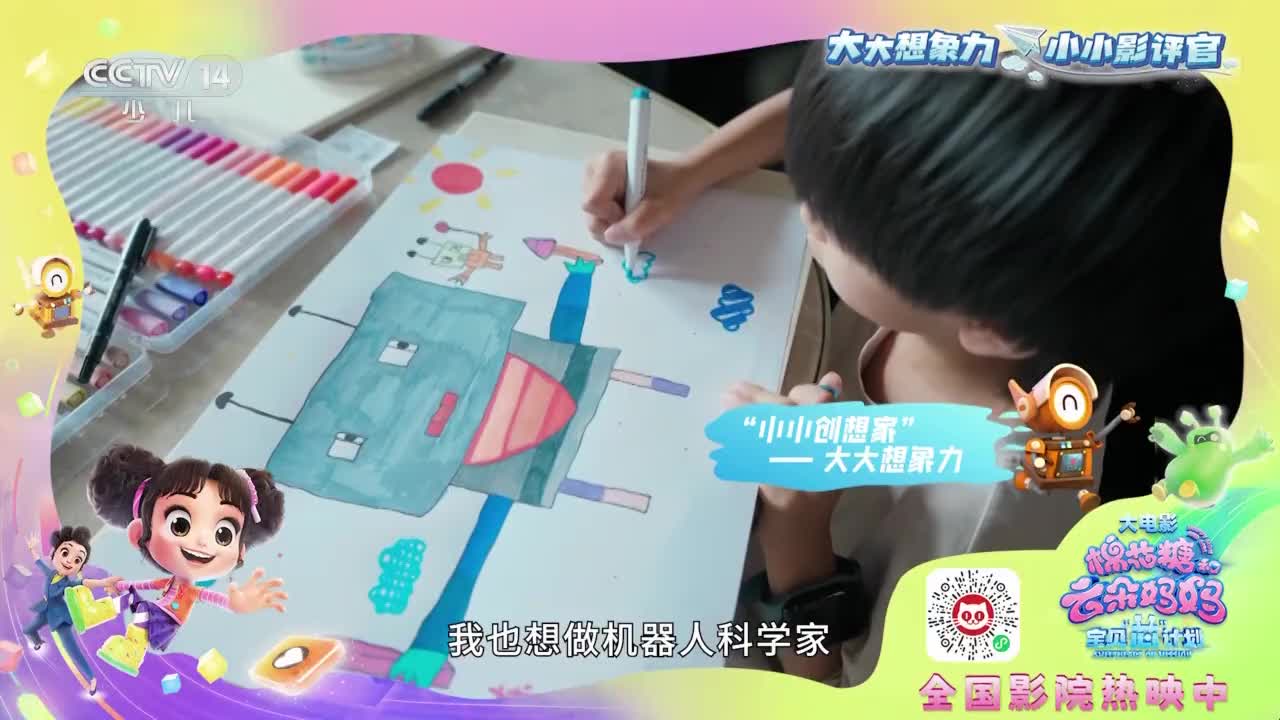 CCTV 14
少儿
大大想象力 小小影评官
“小小创想家”
—— 大大想象力
大电影
棉花糖和
云朵妈妈
宝贝“芯”计划
我也想做机器人科学家
全国影院热映中